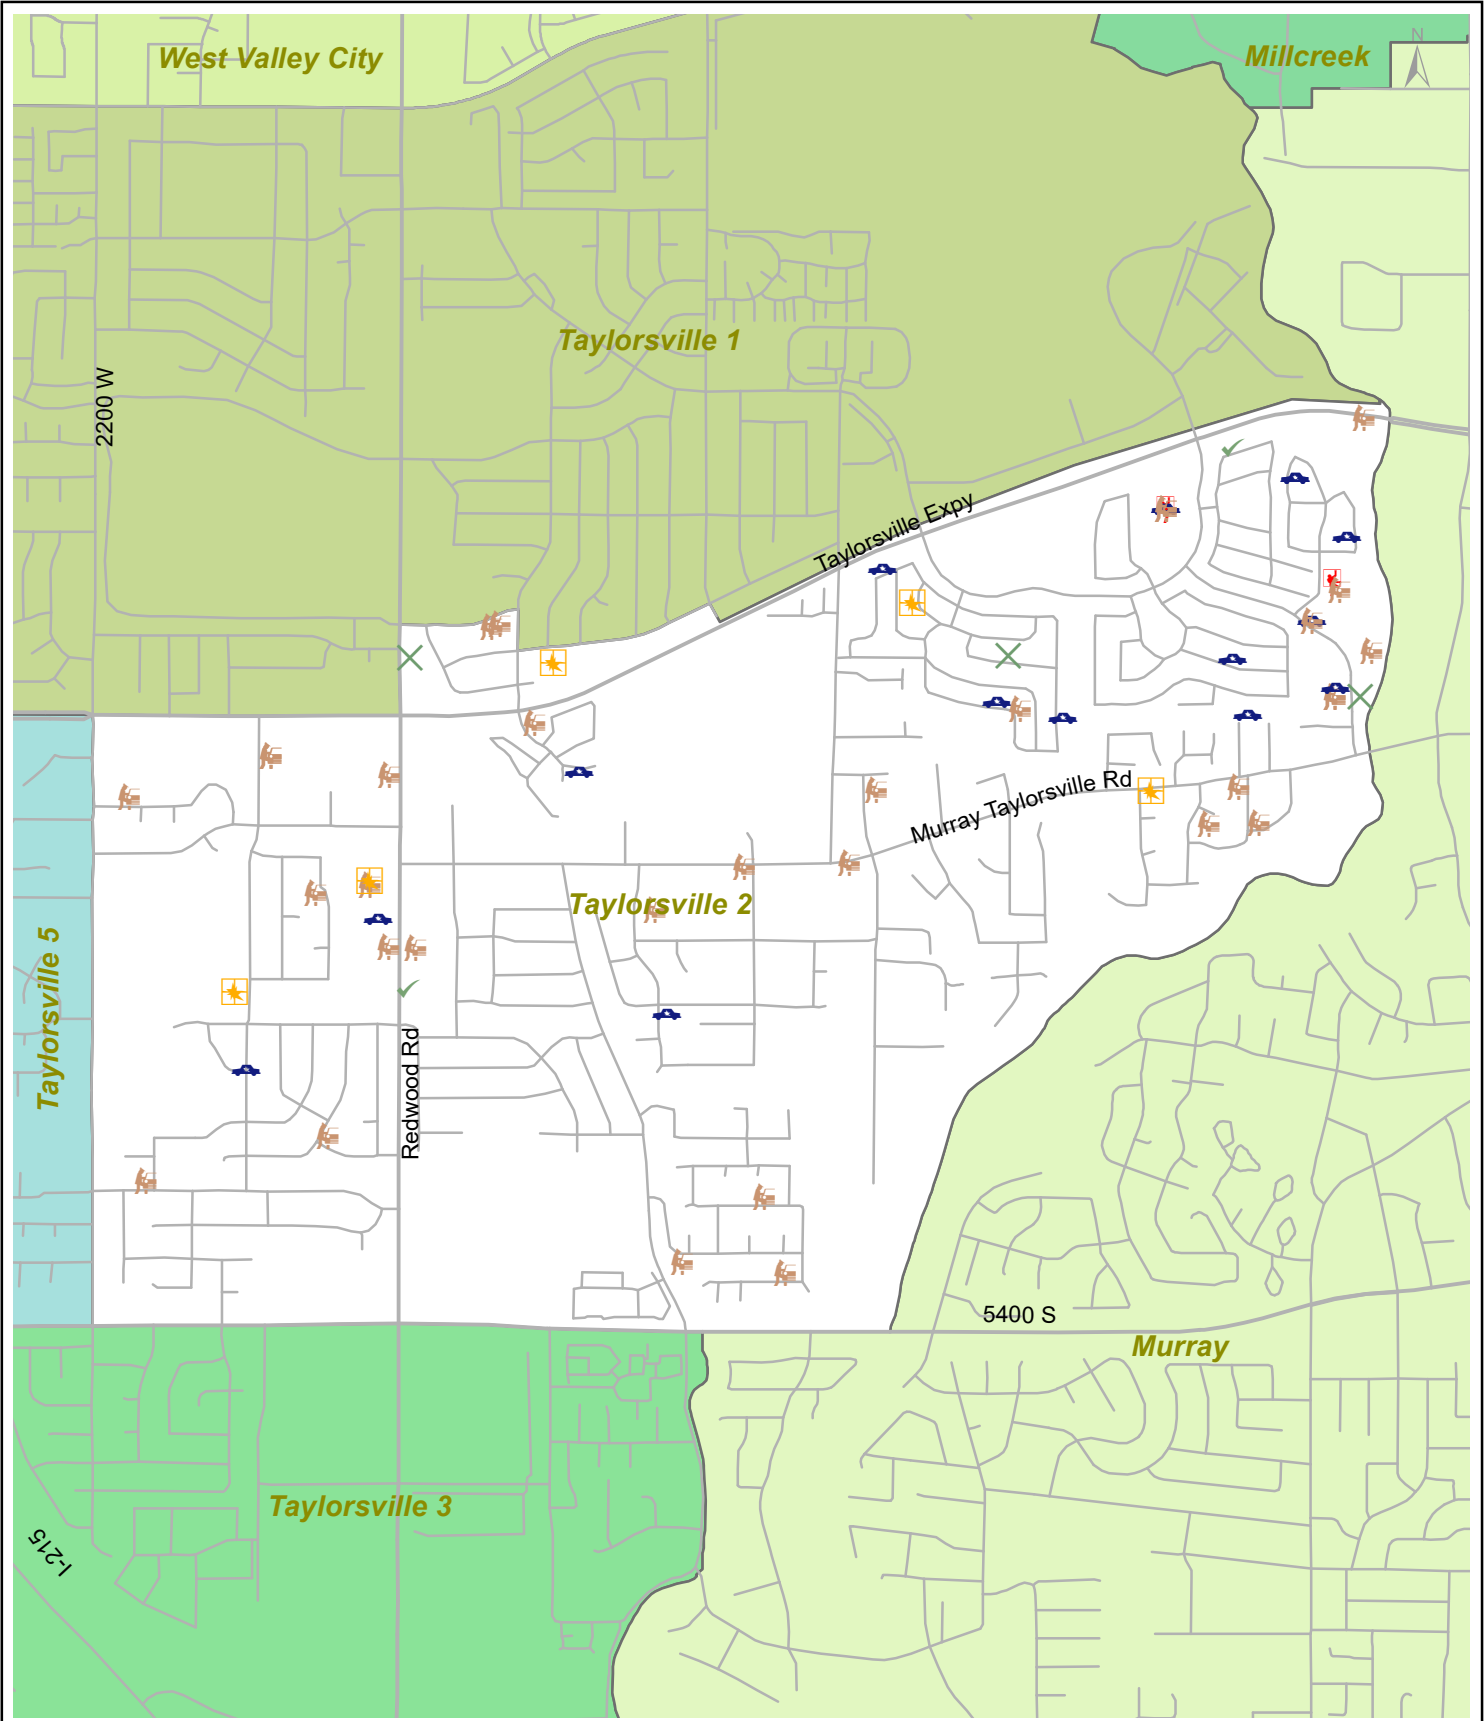 West Valley City
Millcreek
N
Taylorsville 1
2200 W
Taylorsville Expy
Murray Taylorsville Rd
Taylorsville 2
Taylorsville 5
Redwood Rd
5400 S
Murray
Taylorsville 3
I-215